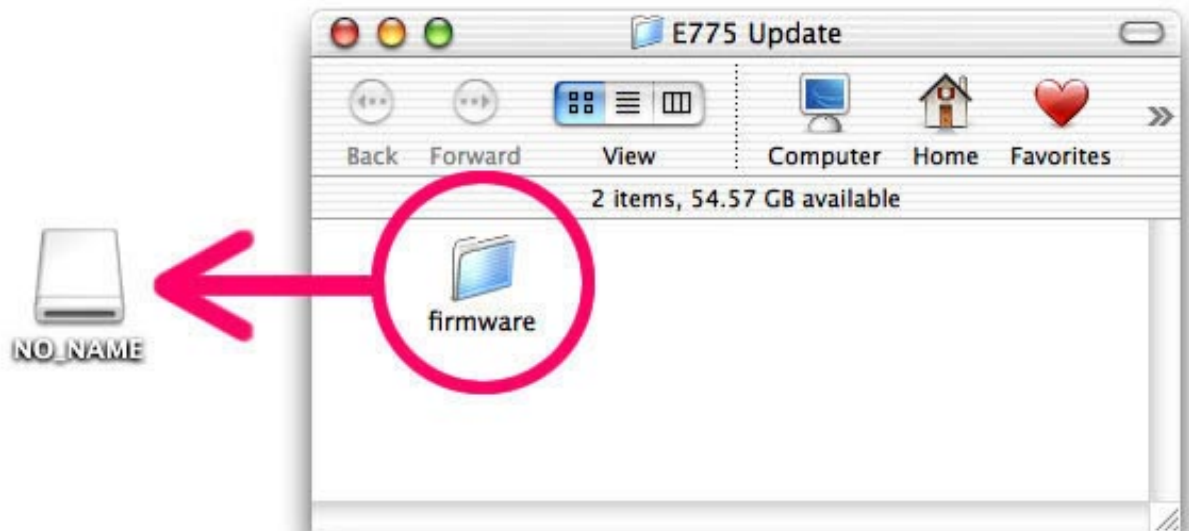 E775 Update
Back Forward View Computer Home Favorites
2 items, 54.57 GB available
firmware
NO_NAME